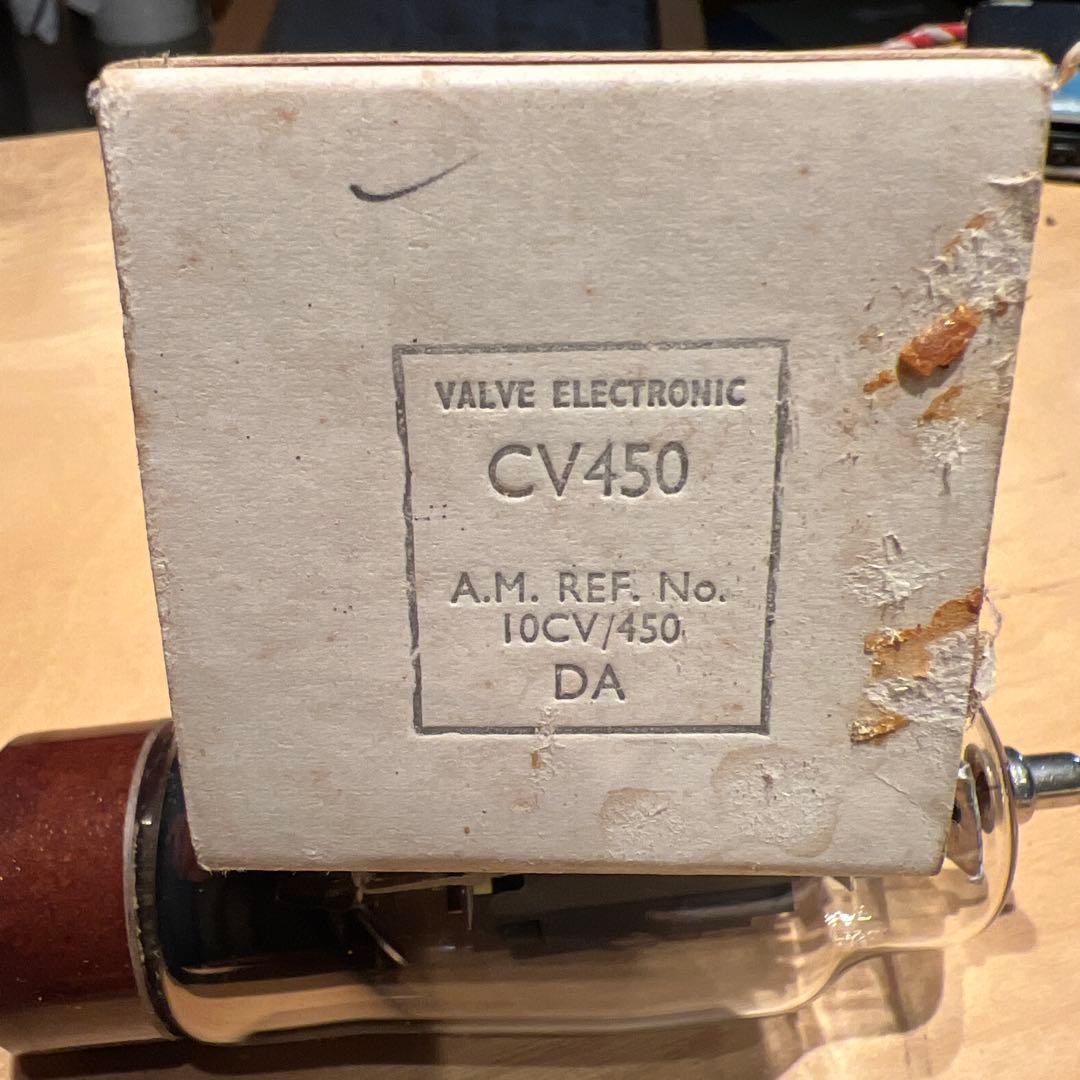 VALVE ELECTRONIC
CV450
A.M. REF. No.
10CV/450
DA